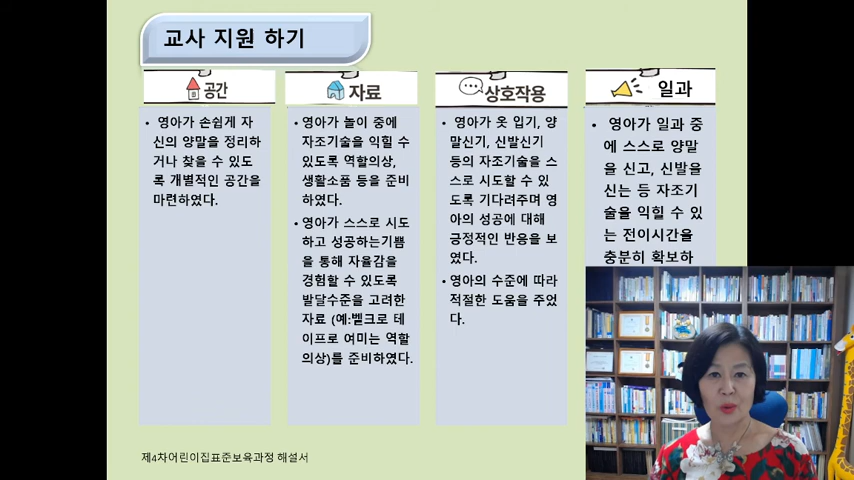 교사 지원 하기
공간
• 영아가 손쉽게 자
신의 양말을 정리하
거나 찾을 수 있도
록 개별적인 공간을
마련하였다.
자료
• 영아가 놀이 중에
자조기술을 익힐 수
있도록 역할의상,
생활소품 등을 준비
하였다.
• 영아가 스스로 시도
하고 성공하는기쁨
을 통해 자율감을
경험할 수 있도록
발달수준을 고려한
자료 (예:벨크로 테
이프로 여미는 역할
의상)를 준비하였다.
상호작용
• 영아가 옷 입기, 양
말신기, 신발신기
등의 자조기술을 스
스로 시도할 수 있
도록 기다려주며 영
아의 성공에 대해
긍정적인 반응을 보
였다.
• 영아의 수준에 따라
적절한 도움을 주었
다.
일과
• 영아가 일과 중
에 스스로 양말
을 신고, 신발을
신는 등 자조기
술을 익힐 수 있
는 전이시간을
충분히 확보하
제4차어린이집표준보육과정 해설서